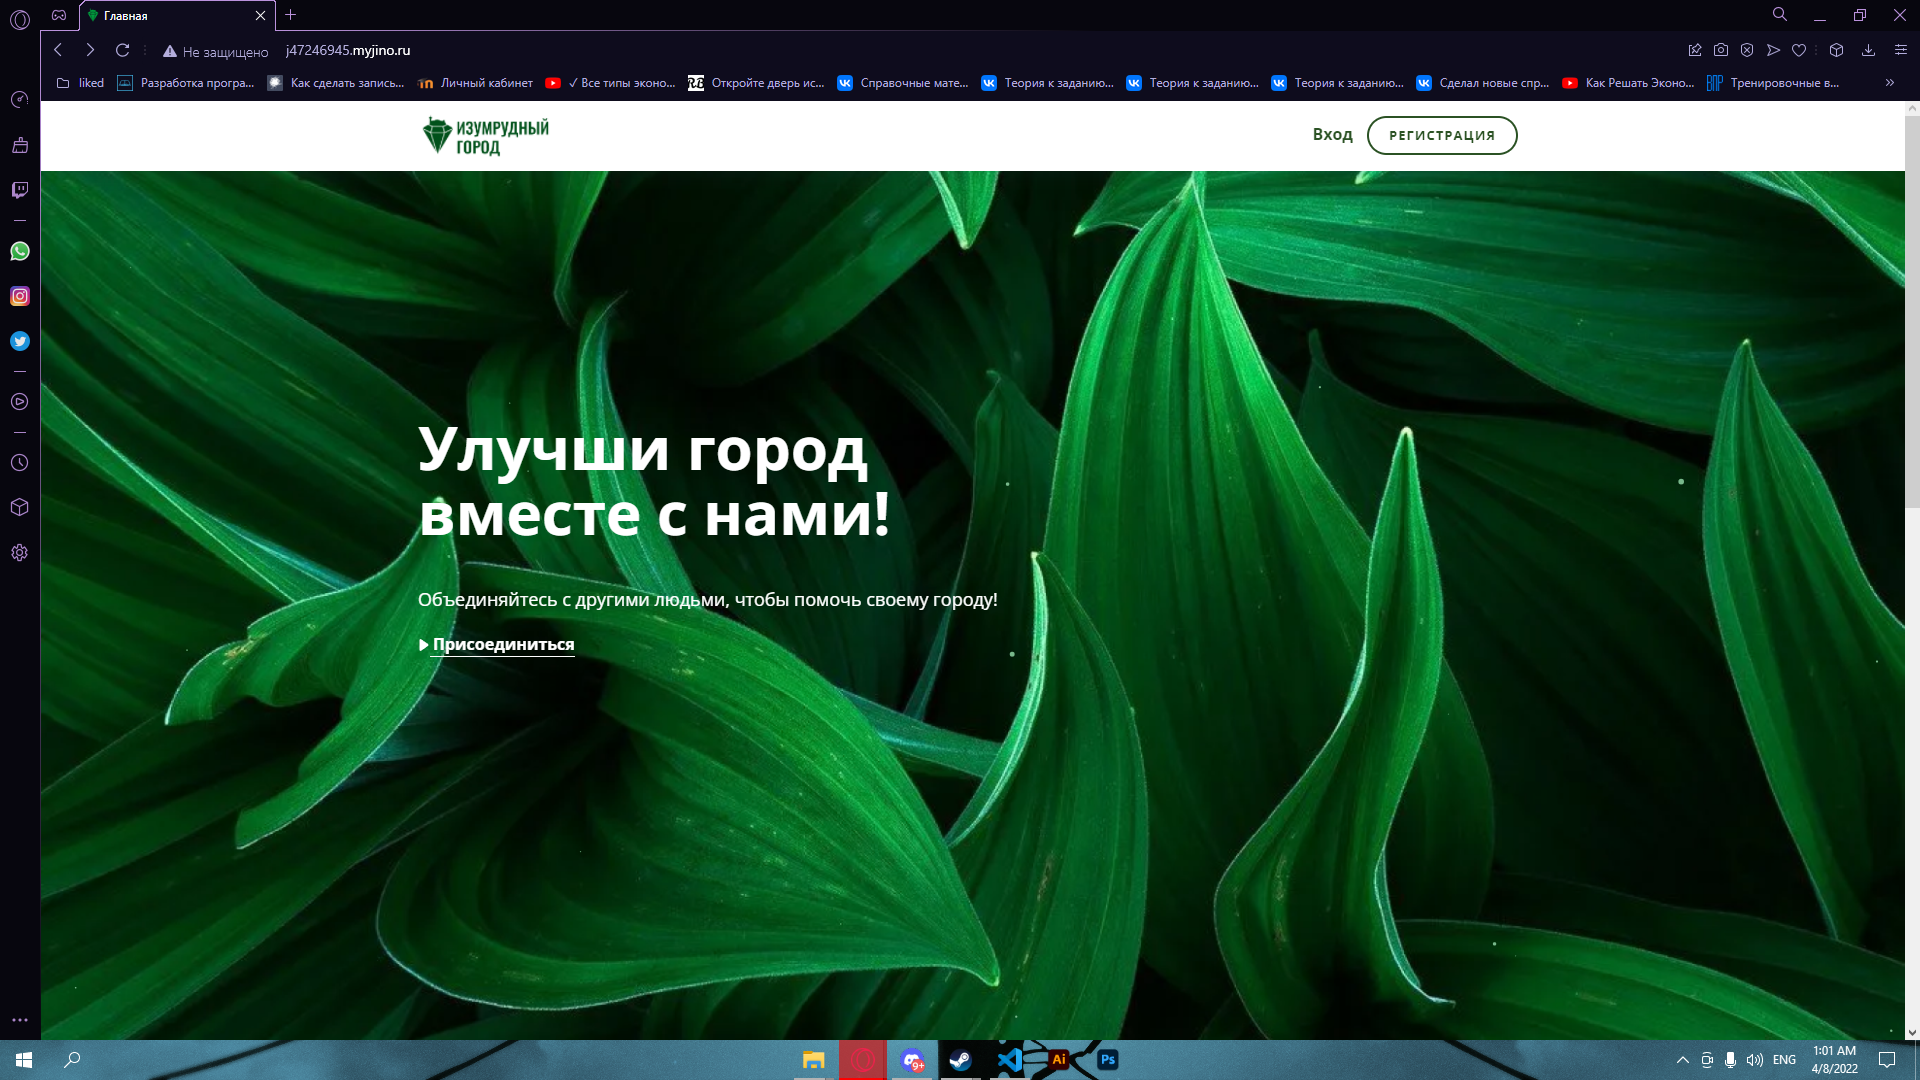 Главная
Не защищено
j47246945.myjino.ru
liked
Разработка програ...
Как сделать запись...
Личный кабинет
✓ Все типы эконо...
Откройте дверь ис...
Справочные мате...
Теория к заданию...
Теория к заданию...
Теория к заданию...
Сделал новые спр...
Как Решать Эконо...
Тренировочные в...
ИЗУМРУДНЫЙ
ГОРОД
Вход
РЕГИСТРАЦИЯ
Улучши город
вместе с нами!
Объединяйтесь с другими людьми, чтобы помочь своему городу!
Присоединиться
9+
Ai
Ps
ENG
1:01 AM
4/8/2022